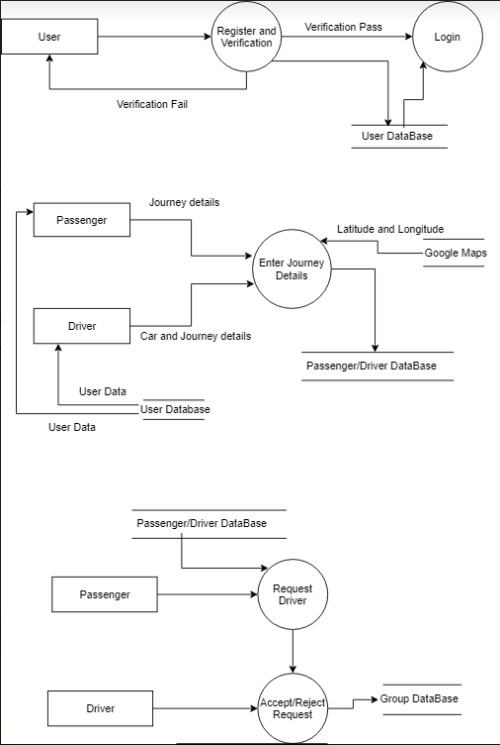 User
Register and
Verification
Verification Pass
Login
Verification Fail
User DataBase
Journey details
Passenger
Latitude and Longitude
Google Maps
Enter Journey
Details
Driver
Car and Journey details
Passenger/Driver DataBase
User Data
User Database
User Data
Passenger/Driver DataBase
Passenger
Request
Driver
Driver
Accept/Reject
Request
Group DataBase